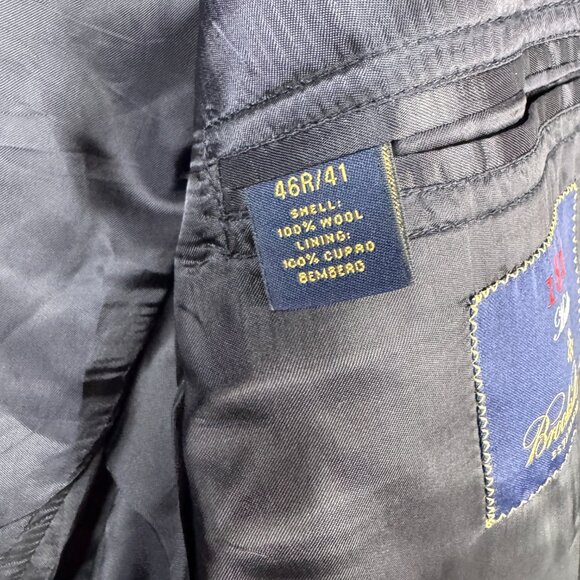 46R/41
SHELL:
100% WOOL
LINING:
100% CUPRO
BEMBERG